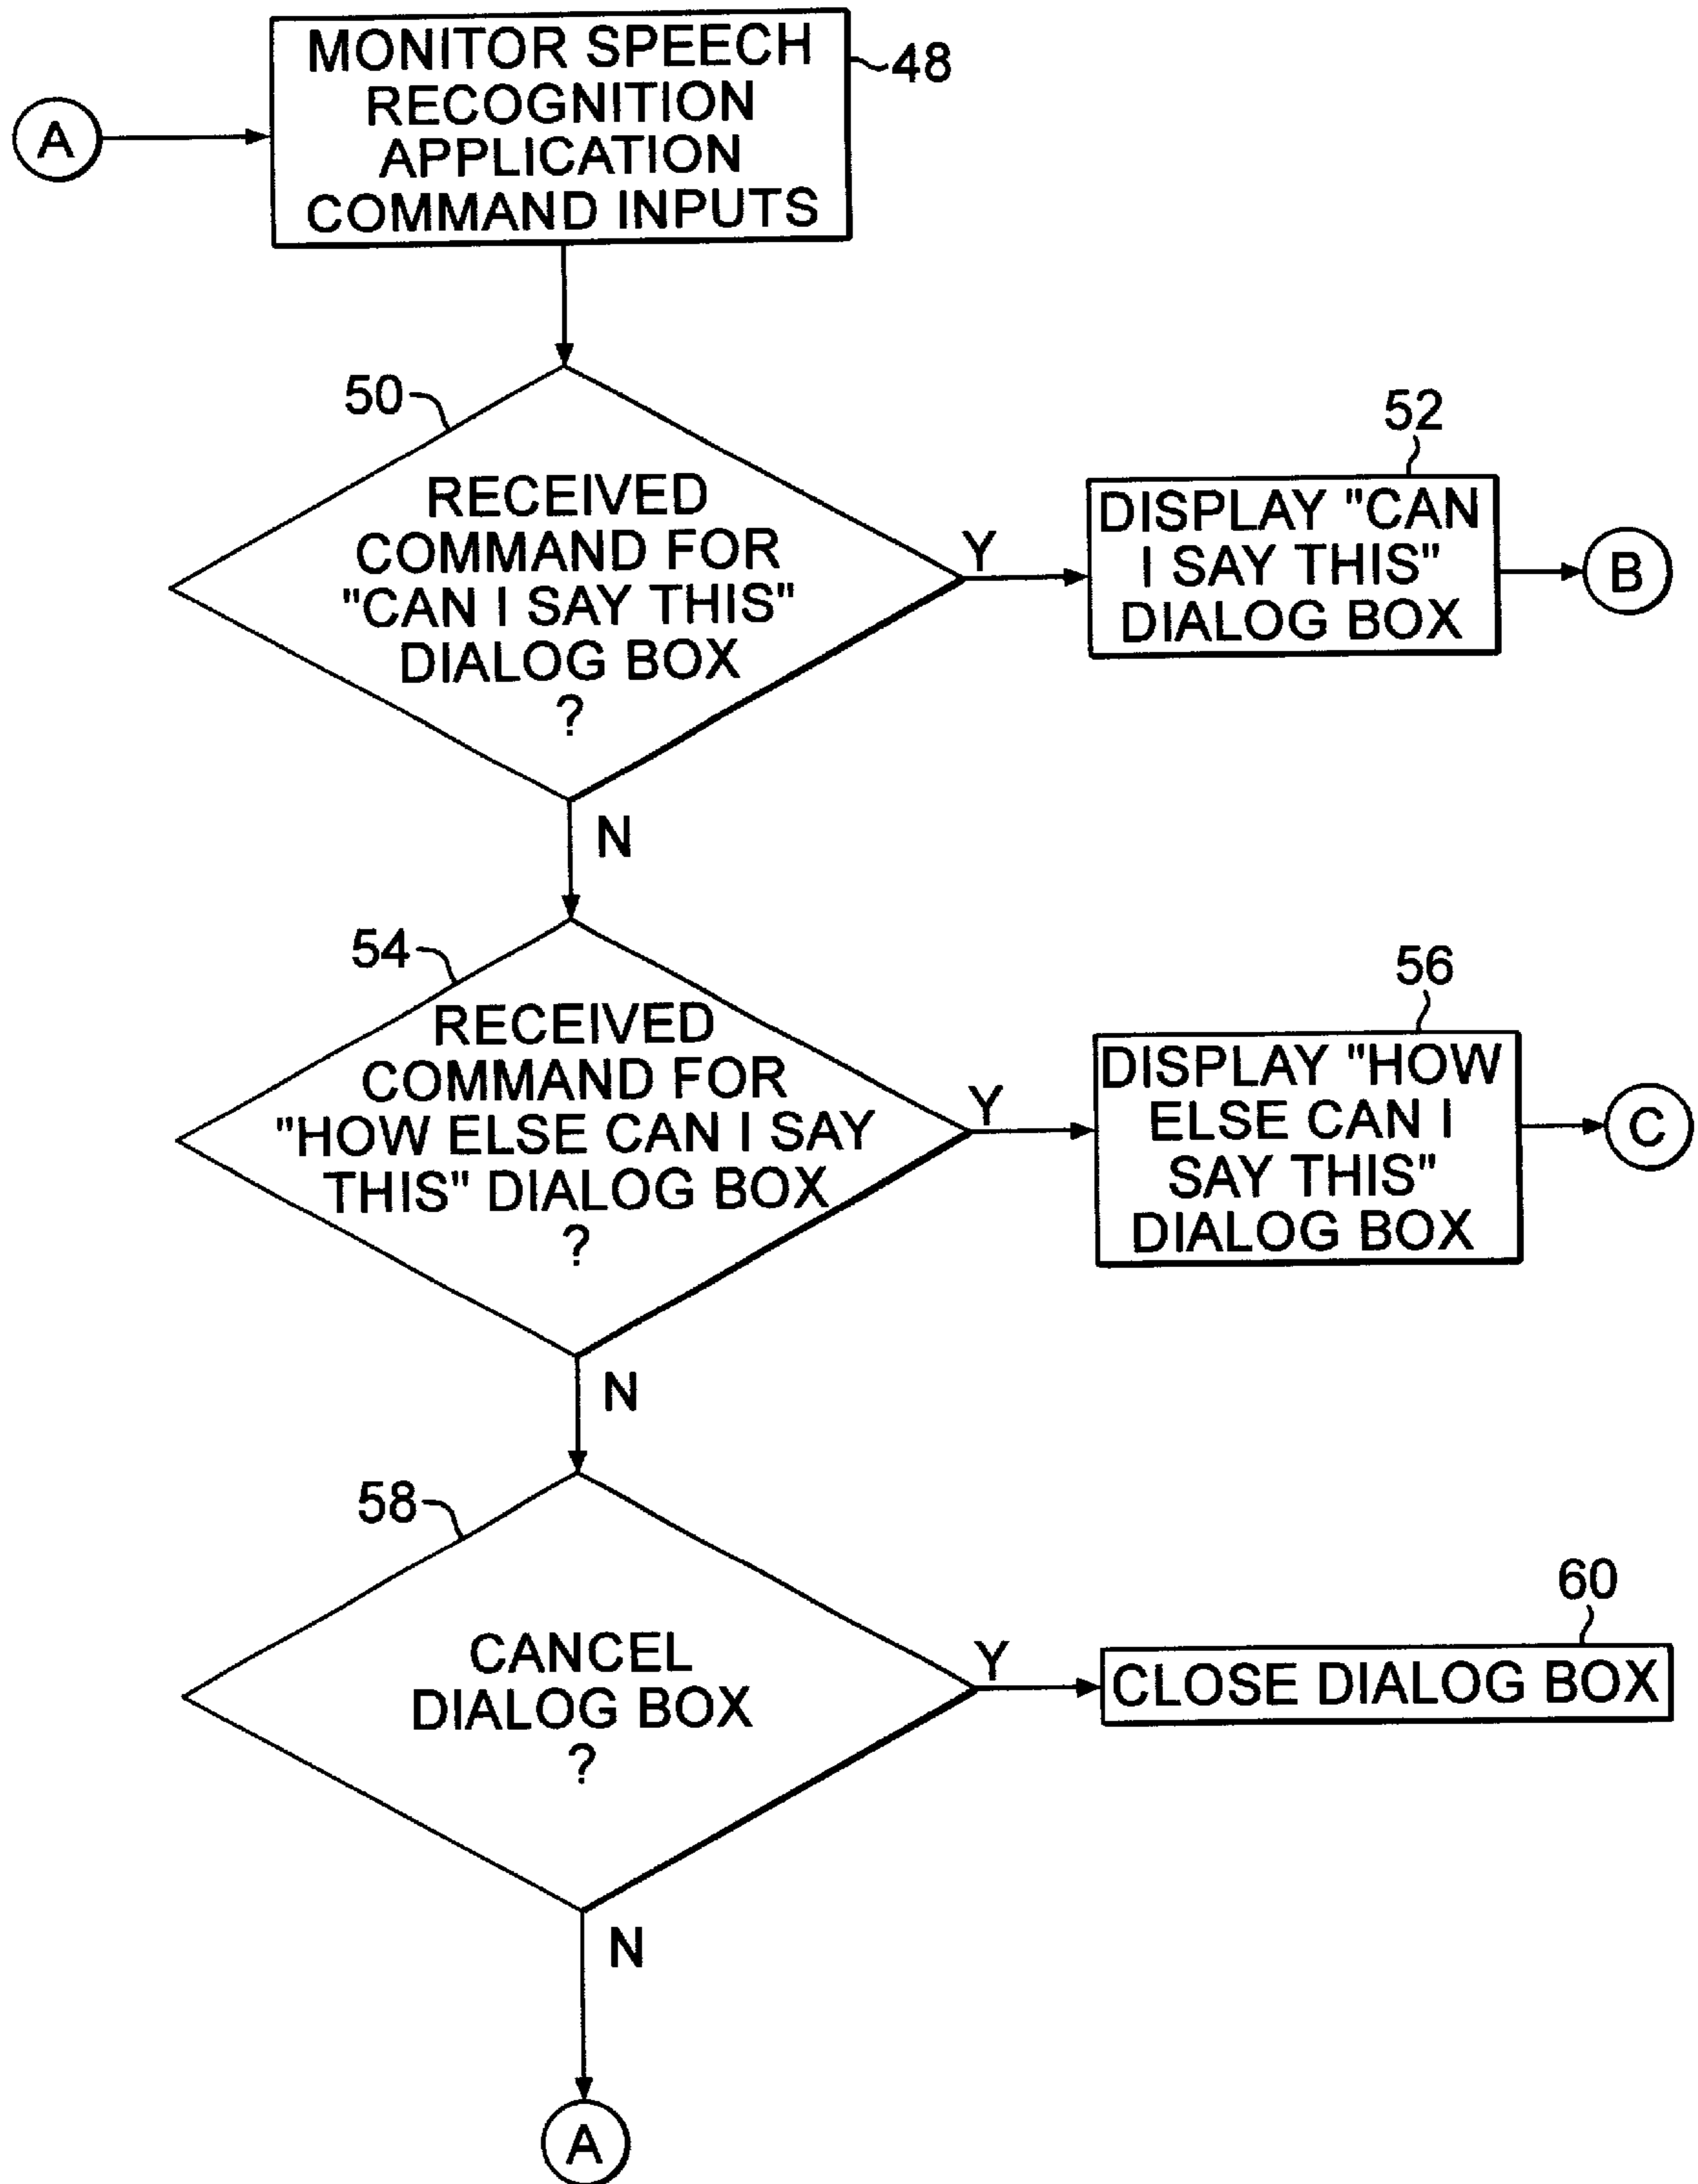 MONITOR SPEECH
RECOGNITION
APPLICATION
COMMAND INPUTS
48
A
50
RECEIVED
COMMAND FOR
"CAN I SAY THIS"
DIALOG BOX
?
Y
52
DISPLAY "CAN
I SAY THIS"
DIALOG BOX
B
N
54
RECEIVED
COMMAND FOR
"HOW ELSE CAN I SAY
THIS" DIALOG BOX
?
Y
56
DISPLAY "HOW
ELSE CAN I
SAY THIS"
DIALOG BOX
C
N
58
CANCEL
DIALOG BOX
?
Y
60
CLOSE DIALOG BOX
N
A